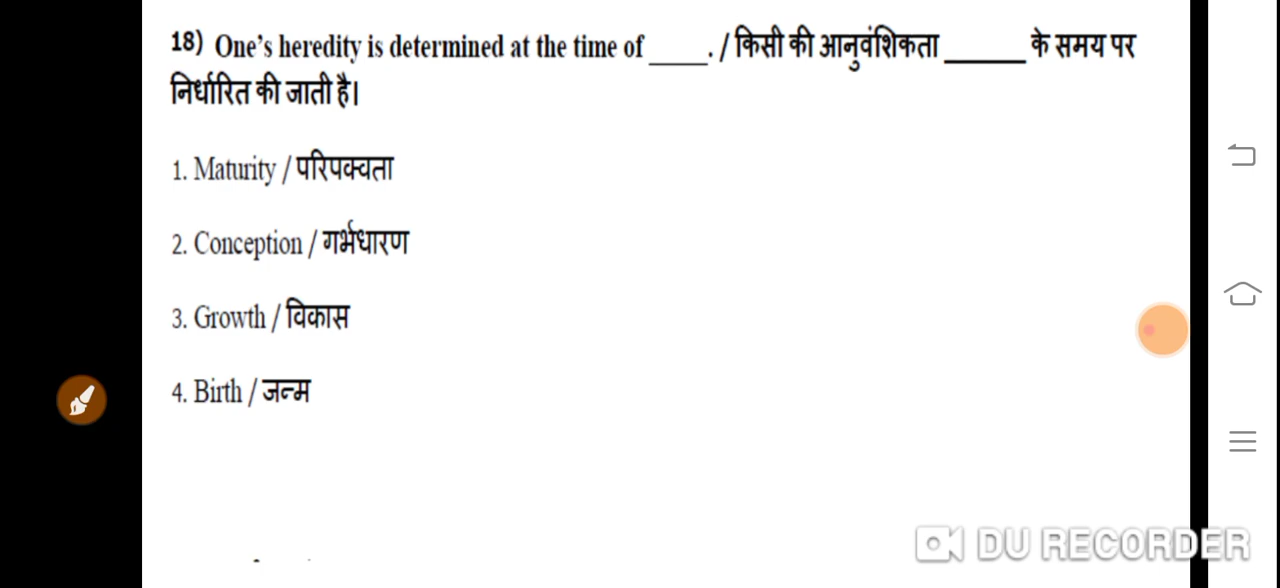 18) One's heredity is determined at the time of _____. / किसी की आनुवंशिकता ______ के समय पर
निर्धारित की जाती है।
1. Maturity / परिपक्वता
2. Conception / गर्भधारण
3. Growth / विकास
4. Birth / जन्म
DU RECORDER